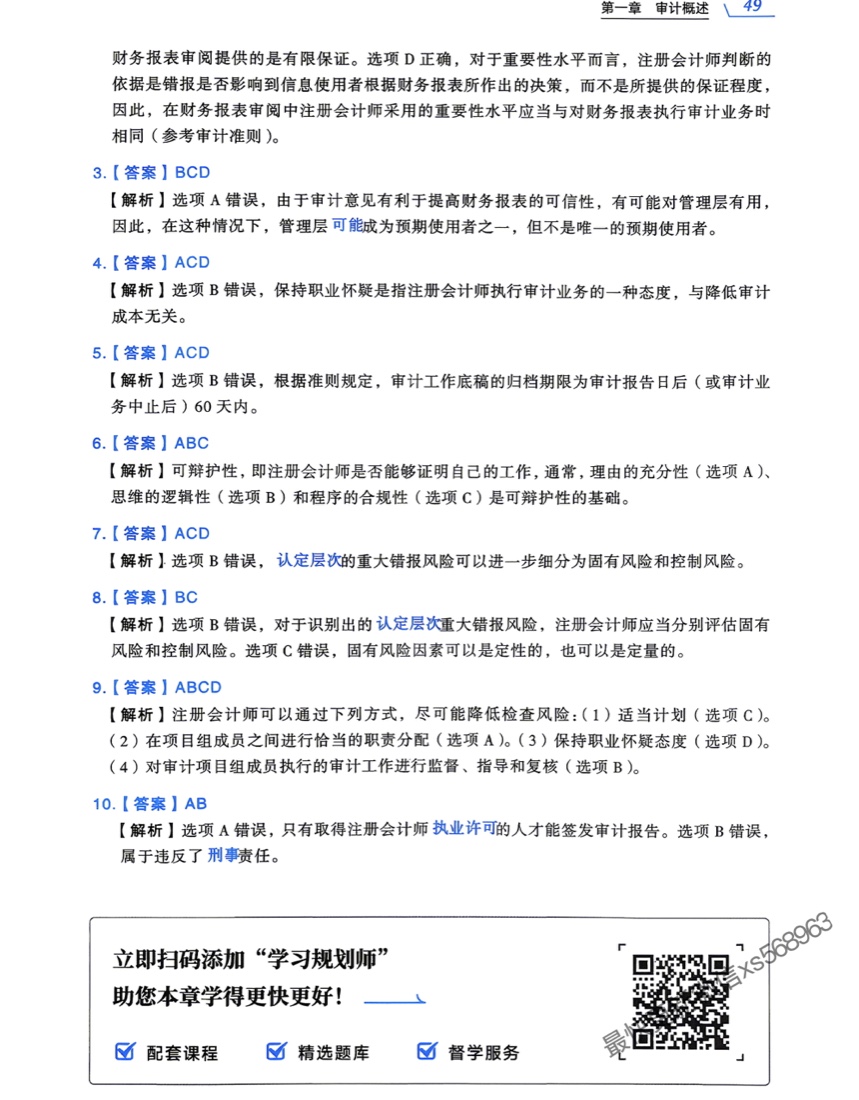 第一章 审计概述 49
财务报表审阅提供的是有限保证。选项 D 正确，对于重要性水平而言，注册会计师判断的
依据是错报是否影响到信息使用者根据财务报表所作出的决策，而不是所提供的保证程度，
因此，在财务报表审阅中注册会计师采用的重要性水平应当与对财务报表执行审计业务时
相同（参考审计准则）。
3.【答案】BCD
【解析】选项 A 错误，由于审计意见有利于提高财务报表的可信性，有可能对管理层有用，
因此，在这种情况下，管理层可能成为预期使用者之一，但不是唯一的预期使用者。
4.【答案】ACD
【解析】选项 B 错误，保持职业怀疑是指注册会计师执行审计业务的一种态度，与降低审计
成本无关。
5.【答案】ACD
【解析】选项 B 错误，根据准则规定，审计工作底稿的归档期限为审计报告日后（或审计业
务中止后）60 天内。
6.【答案】ABC
【解析】可辩护性，即注册会计师是否能够证明自己的工作，通常，理由的充分性（选项 A）、
思维的逻辑性（选项 B）和程序的合规性（选项 C）是可辩护性的基础。
7.【答案】ACD
【解析】选项 B 错误，认定层次的重大错报风险可以进一步细分为固有风险和控制风险。
8.【答案】BC
【解析】选项 B 错误，对于识别出的认定层次重大错报风险，注册会计师应当分别评估固有
风险和控制风险。选项 C 错误，固有风险因素可以是定性的，也可以是定量的。
9.【答案】ABCD
【解析】注册会计师可以通过下列方式，尽可能降低检查风险：（1）适当计划（选项 C）。
（2）在项目组成员之间进行恰当的职责分配（选项 A）。（3）保持职业怀疑态度（选项 D）。
（4）对审计项目组成员执行的审计工作进行监督、指导和复核（选项 B）。
10.【答案】AB
【解析】选项 A 错误，只有取得注册会计师执业许可的人才能签发审计报告。选项 B 错误，
属于违反了刑事责任。
立即扫码添加“学习规划师”
助您本章学得更快更好！
配套课程 精选题库 督学服务
信xs568963